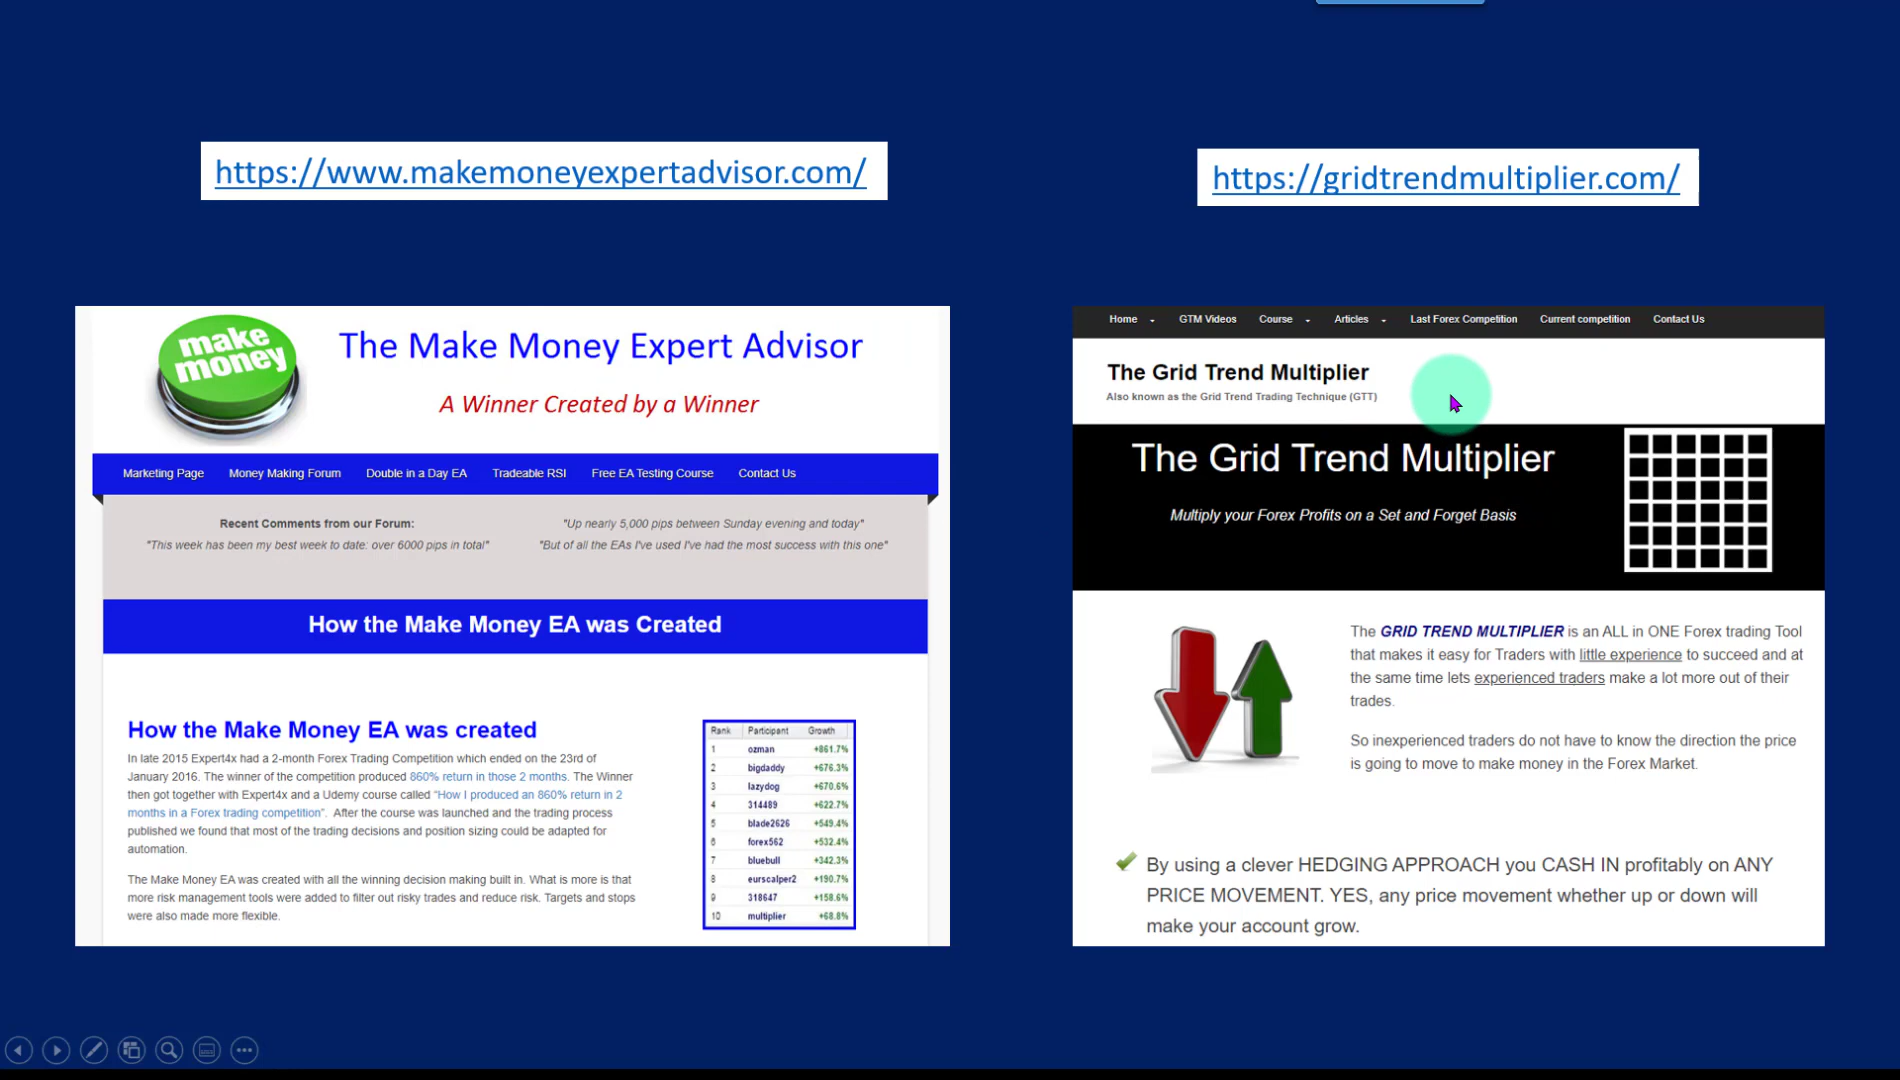 https://www.makemoneyexpertadvisor.com/
https://gridtrendmultiplier.com/
make
money
The Make Money Expert Advisor
A Winner Created by a Winner
Marketing Page Money Making Forum Double in a Day EA Tradeable RSI Free EA Testing Course Contact Us
Recent Comments from our Forum:
"This week has been my best week to date: over 6000 pips in total"
"Up nearly 5,000 pips between Sunday evening and today"
"But of all the EAs I've used I've had the most success with this one"
How the Make Money EA was Created
How the Make Money EA was created
In late 2015 Expert4x had a 2-month Forex Trading Competition which ended on the 23rd of
January 2016. The winner of the competition produced 860% return in those 2 months. The Winner
then got together with Expert4x and a Udemy course called "How I produced an 860% return in 2
months in a Forex trading competition". After the course was launched and the trading process
published we found that most of the trading decisions and position sizing could be adapted for
automation.
The Make Money EA was created with all the winning decision making built in. What is more is that
more risk management tools were added to filter out risky trades and reduce risk. Targets and stops
were also made more flexible.
Rank Participant Growth
1 ozman +861.7%
2 bigdaddy +676.3%
3 lazydog +670.6%
4 314489 +622.7%
5 blade2626 +549.4%
6 forex562 +532.4%
7 bluebull +342.3%
8 eurscalper2 +190.7%
9 318647 +158.6%
10 multiplier +68.8%
Home GTM Videos Course Articles Last Forex Competition Current competition Contact Us
The Grid Trend Multiplier
Also known as the Grid Trend Trading Technique (GTT)
The Grid Trend Multiplier
Multiply your Forex Profits on a Set and Forget Basis
The GRID TREND MULTIPLIER is an ALL in ONE Forex trading Tool
that makes it easy for Traders with little experience to succeed and at
the same time lets experienced traders make a lot more out of their
trades.
So inexperienced traders do not have to know the direction the price
is going to move to make money in the Forex Market.
By using a clever HEDGING APPROACH you CASH IN profitably on ANY
PRICE MOVEMENT. YES, any price movement whether up or down will
make your account grow.